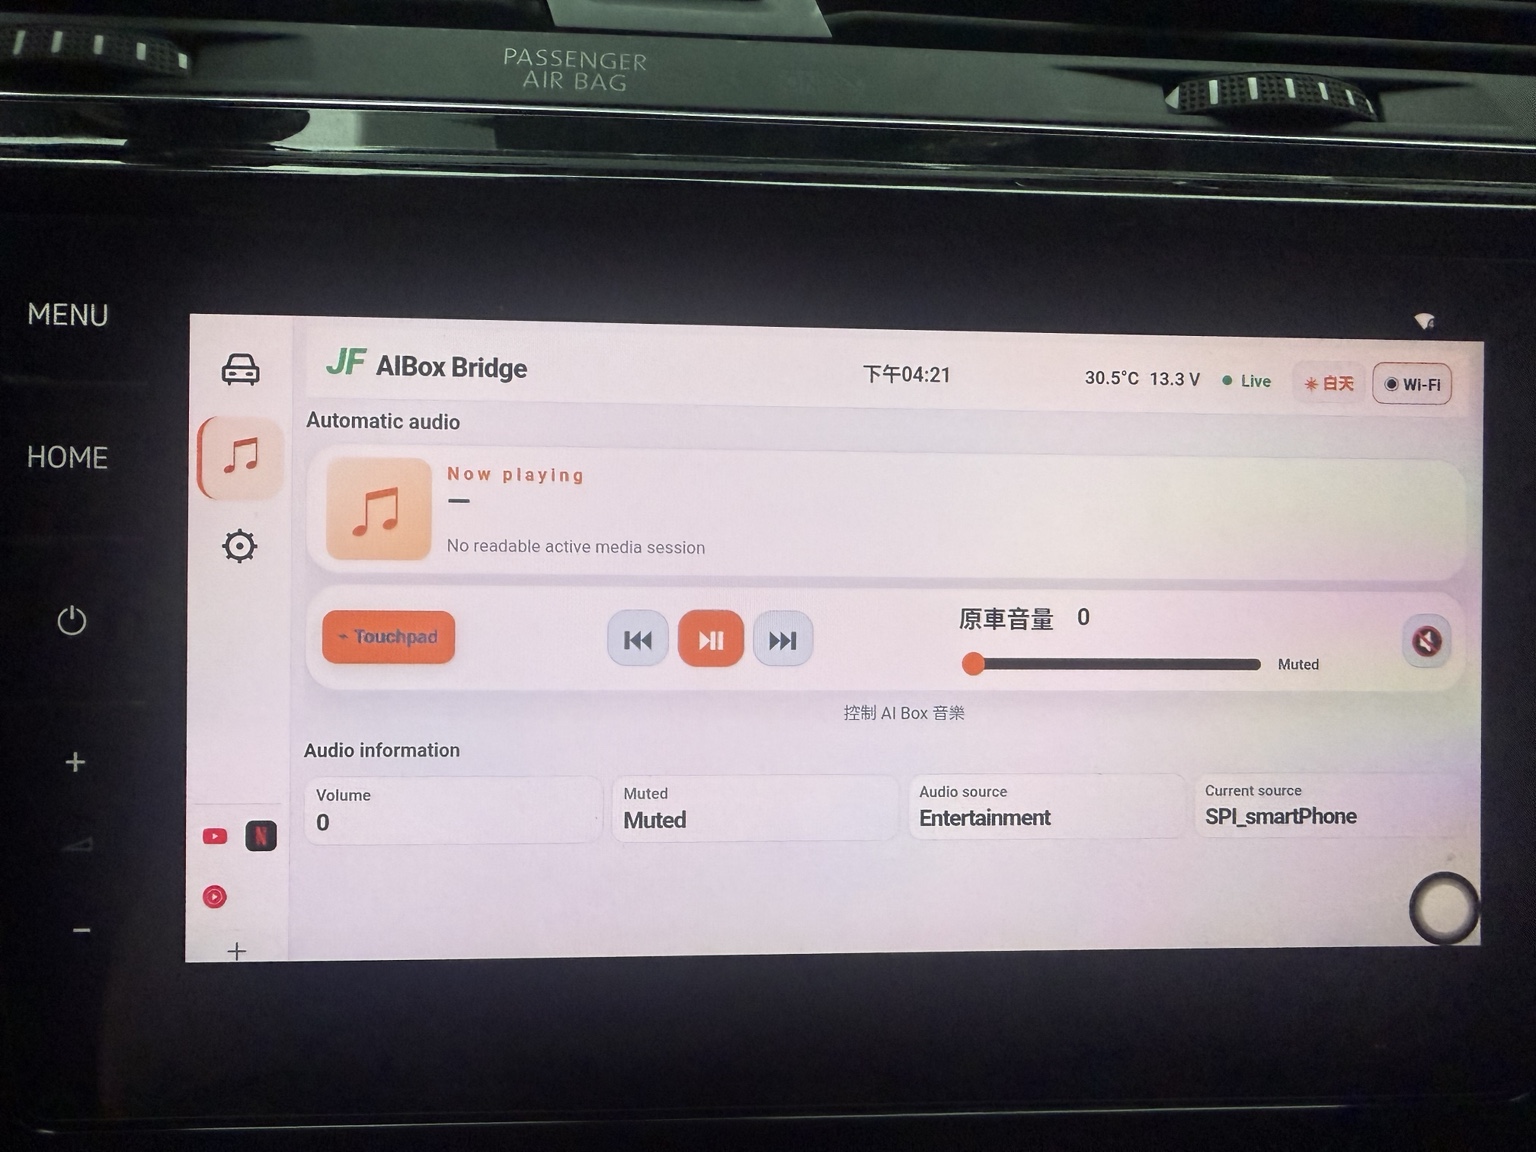 PASSENGER
AIR BAG
MENU
HOME
JF AIBox Bridge
下午04:21
30.5°C 13.3 V
Live
白天
Wi-Fi
Automatic audio
Now playing
—
No readable active media session
Touchpad
原車音量 0
Muted
控制 AI Box 音樂
Audio information
Volume
0
Muted
Muted
Audio source
Entertainment
Current source
SPI_smartPhone